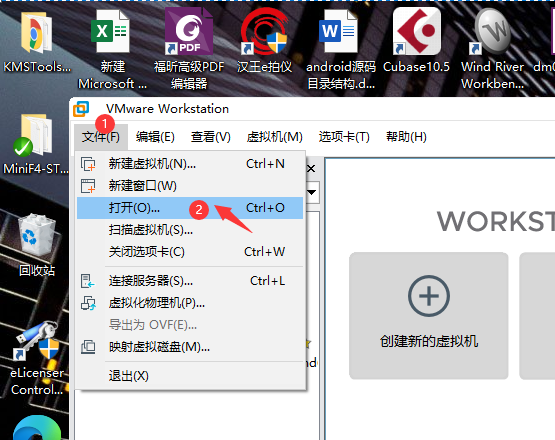 KMSTools...
新建
Microsoft ...
PDF
福昕高级PDF
编辑器
汉王e拍仪
android源码
目录结构.d...
Cubase10.5
Wind River
Workben...
dm0
VMware Workstation
1
文件(F)
编辑(E)
查看(V)
虚拟机(M)
选项卡(T)
帮助(H)
MiniF4-ST...
新建虚拟机(N)...
Ctrl+N
新建窗口(W)
打开(O)...
2
Ctrl+O
扫描虚拟机(S)...
关闭选项卡(C)
Ctrl+W
连接服务器(S)...
Ctrl+L
虚拟化物理机(P)...
导出为 OVF(E)...
映射虚拟磁盘(M)...
退出(X)
WORKST
创建新的虚拟机
回收站
eLicenser
Control...